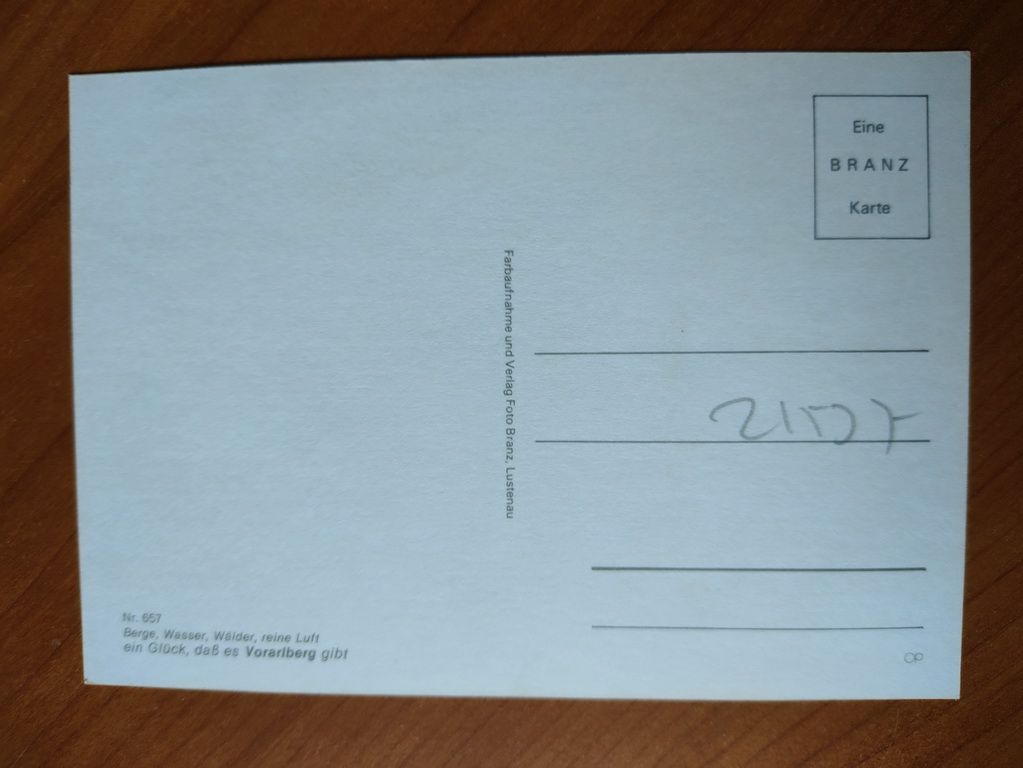 Eine
BRANZ
Karte
Farbaufnahme und Verlag Foto Branz, Lustenau
Nr. 657
Berge, Wasser, Wälder, reine Luft
ein Glück, daß es Vorarlberg gibt